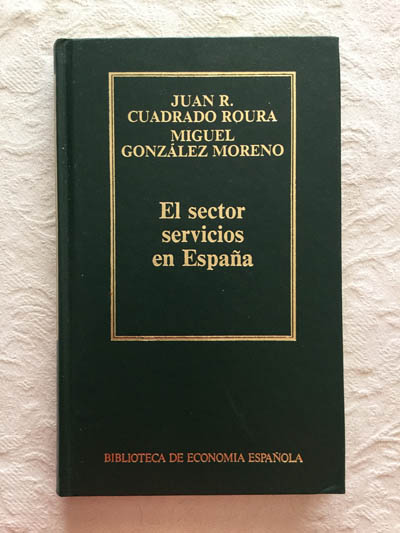 JUAN R.
CUADRADO ROURA
MIGUEL
GONZÁLEZ MORENO
El sector
servicios
en España
BIBLIOTECA DE ECONOMIA ESPAÑOLA